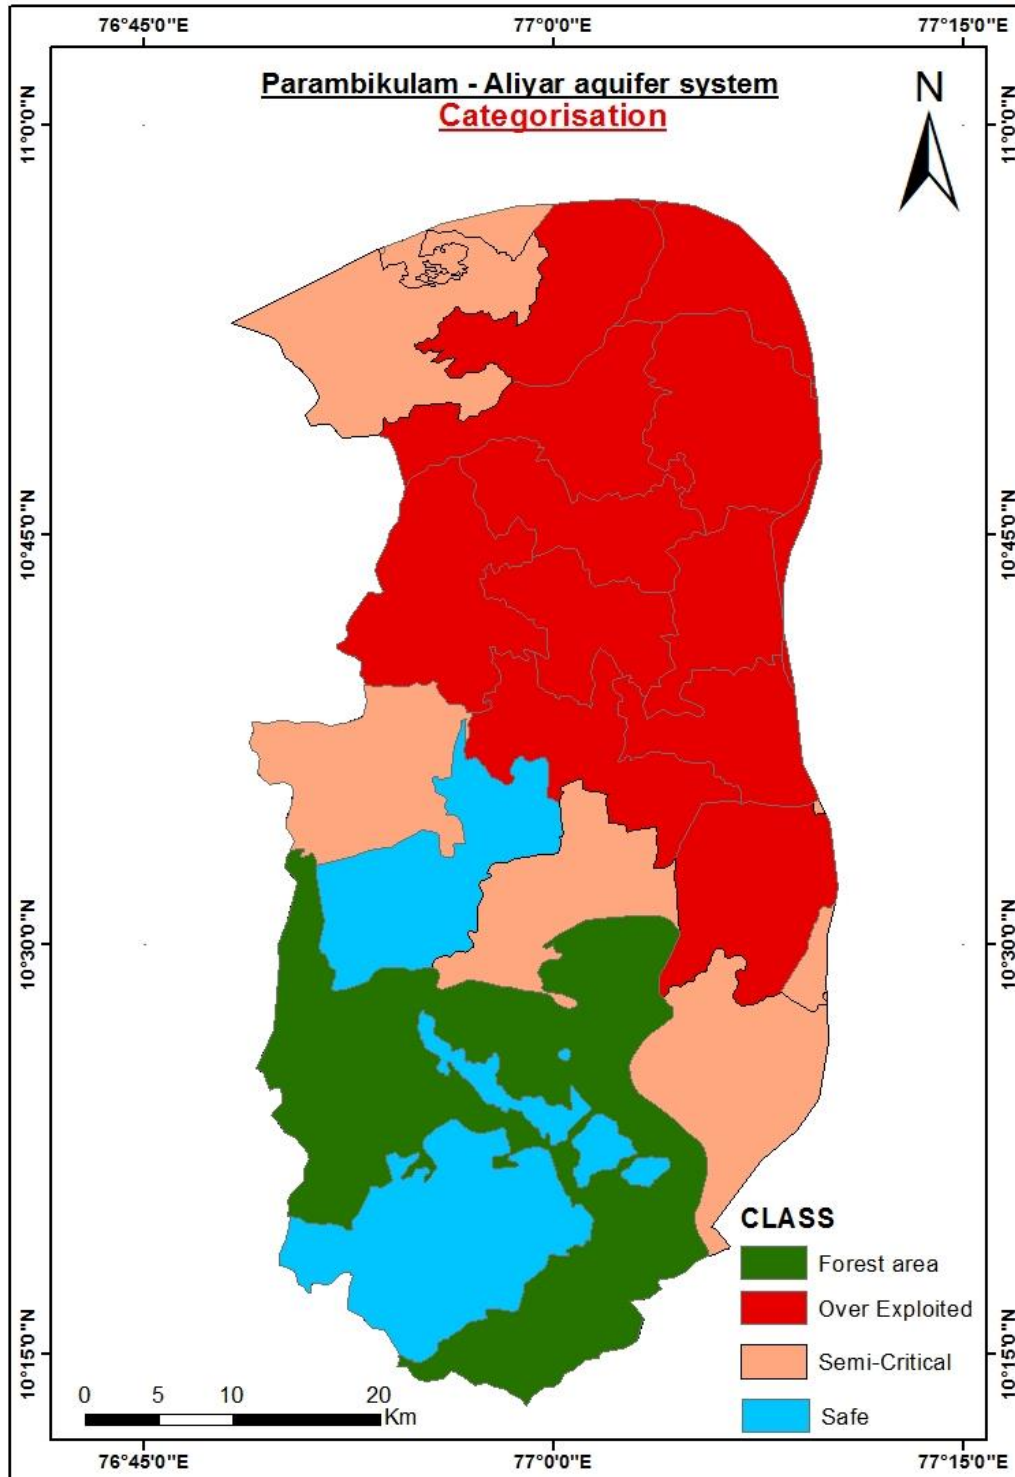 76°45'0"E 77°0'0"E 77°15'0"E
Parambikulam - Aliyar aquifer system
Categorisation
N
11°0'0"N 11°0'0"N
10°45'0"N 10°45'0"N
10°30'0"N 10°30'0"N
CLASS
Forest area
Over Exploited
Semi-Critical
Safe
10°15'0"N 10°15'0"N
0 5 10 20
Km
76°45'0"E 77°0'0"E 77°15'0"E